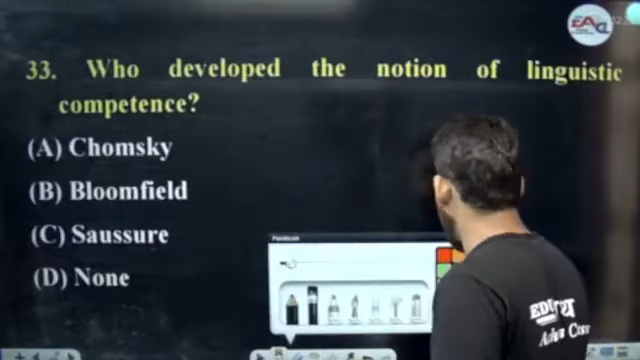 33. Who developed the notion of linguistic
competence?
(A) Chomsky
(B) Bloomfield
(C) Saussure
(D) None